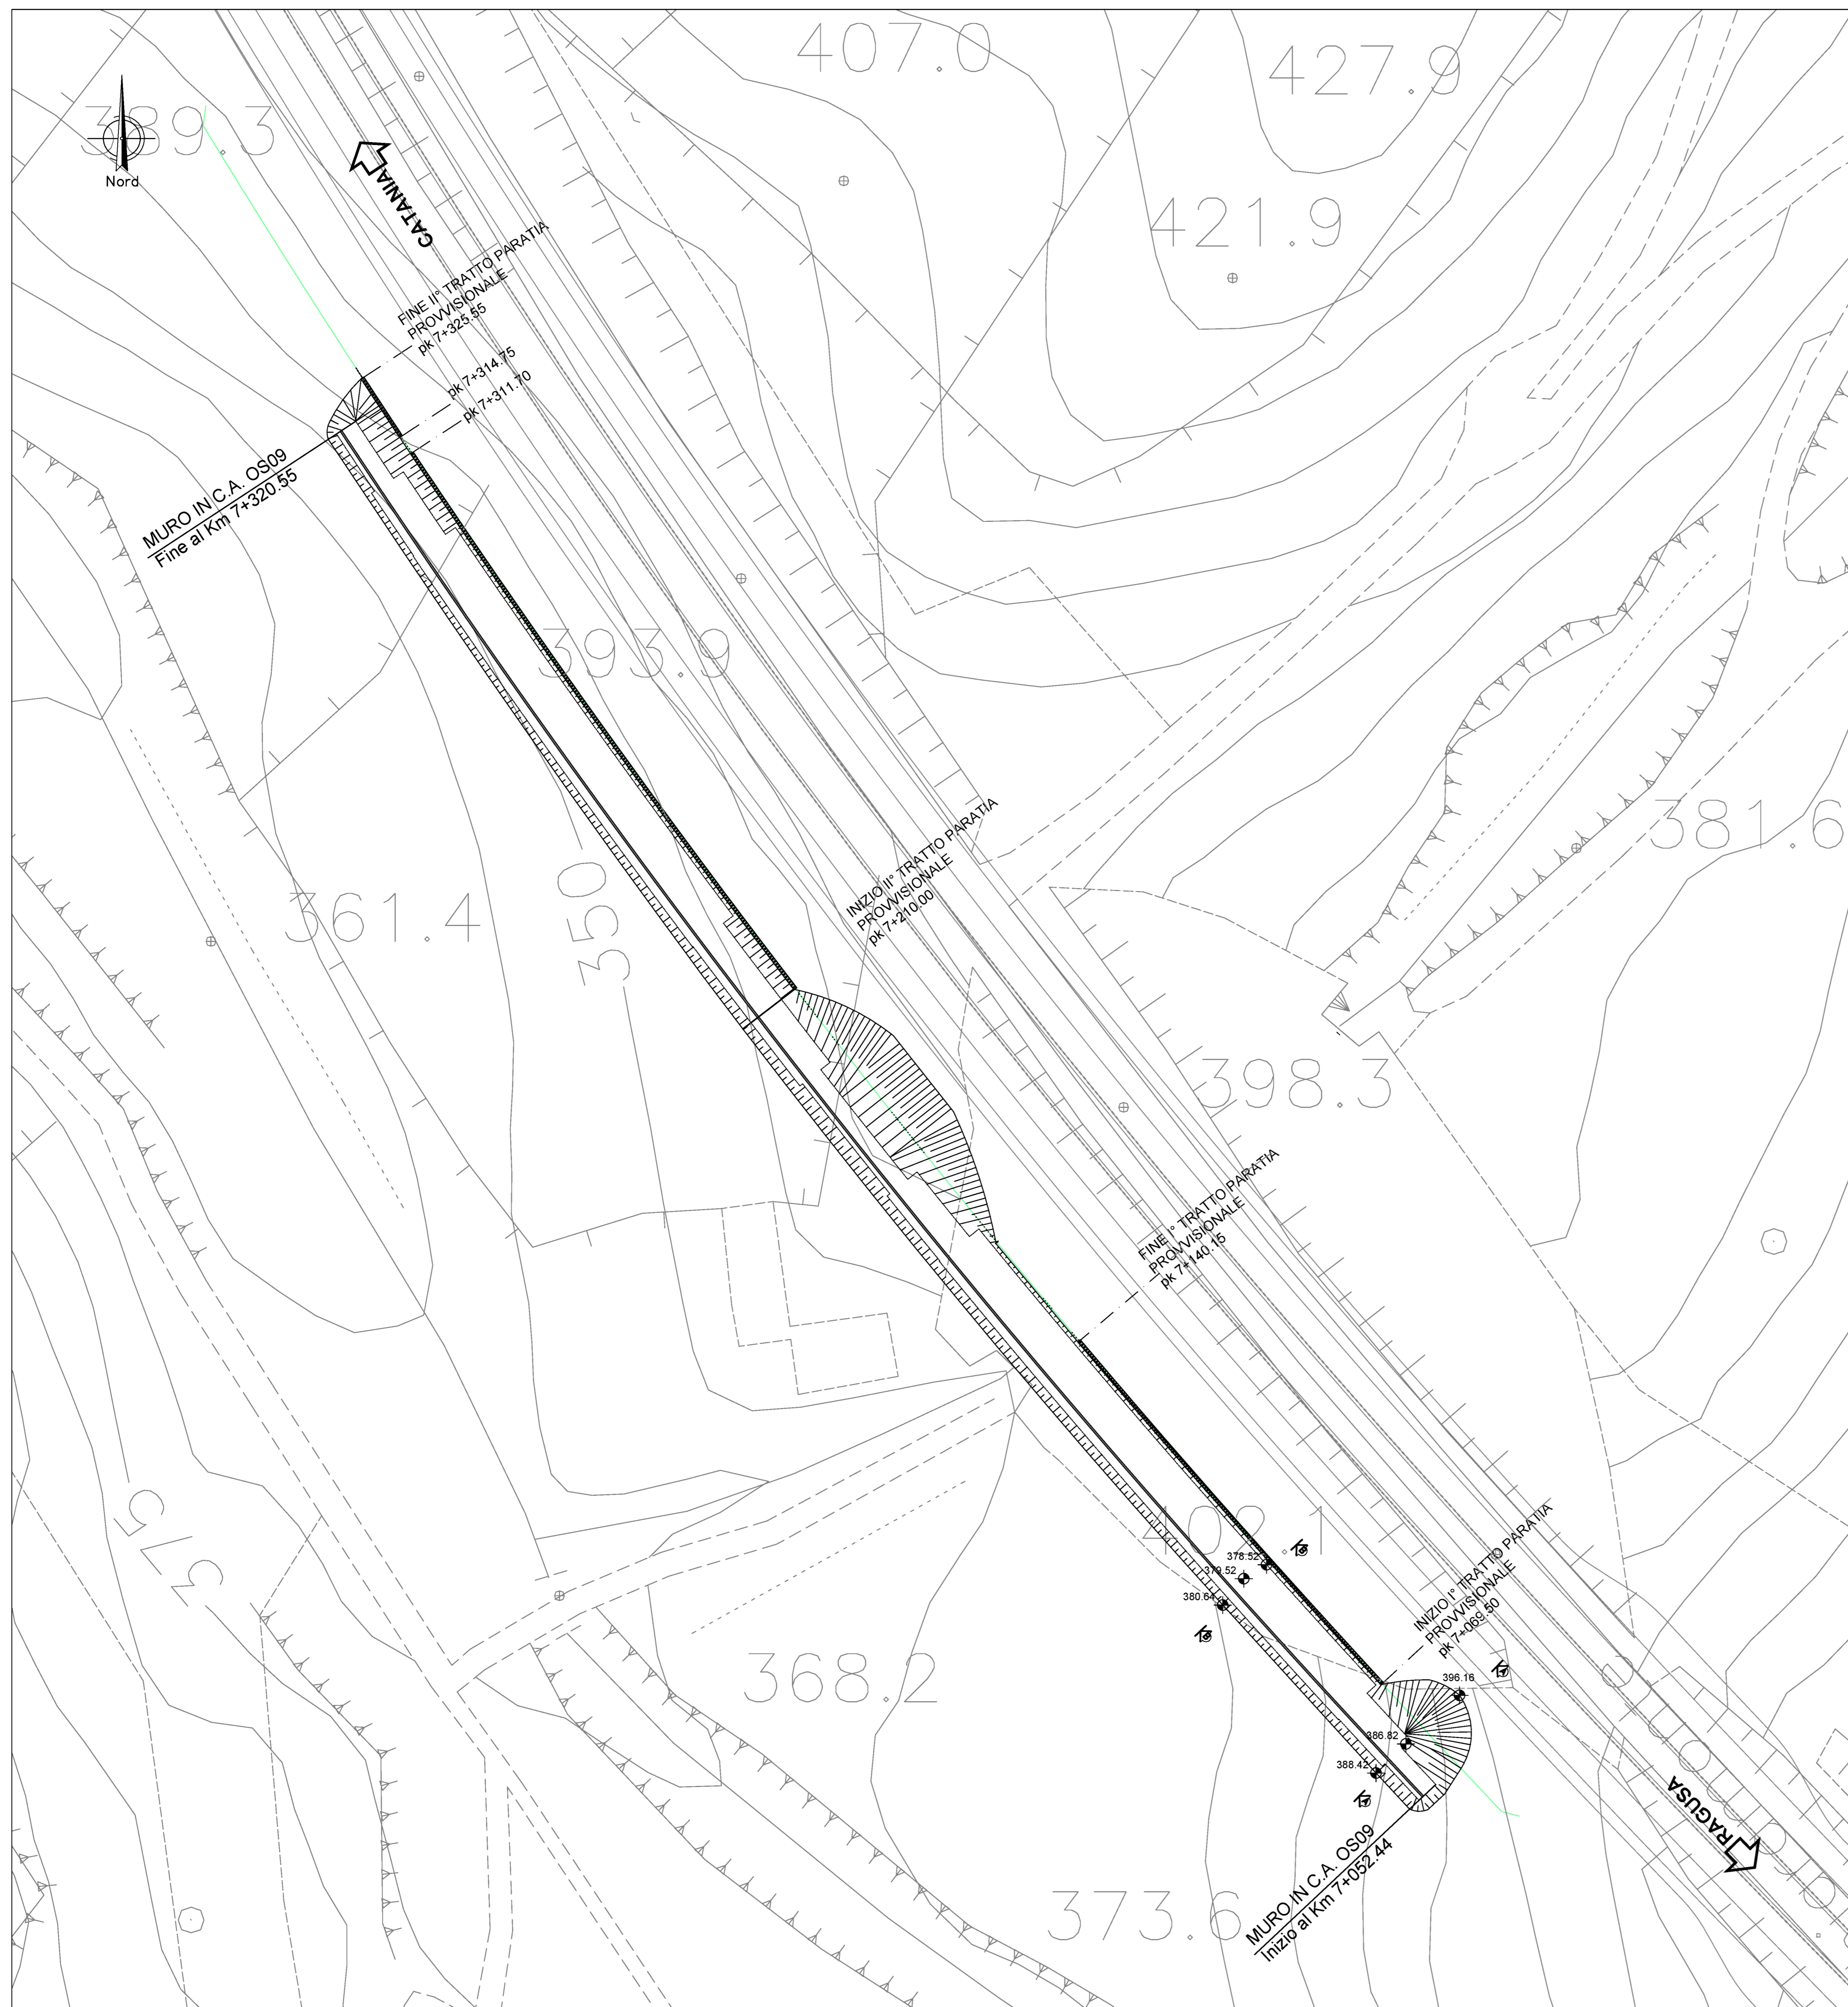 407.0
427.9
389.3
Nord
CATANIA
421.9
FINE II° TRATTO PARATIA
PROVVISIONALE
pk 7+325.55
pk 7+314.75
pk 7+311.70
MURO IN C.A. OS09
Fine al Km 7+320.55
393.9
381.6
INIZIO II° TRATTO PARATIA
PROVVISIONALE
pk 7+210.00
361.4
350
398.3
FINE I° TRATTO PARATIA
PROVVISIONALE
pk 7+140.15
375
402.1
378.52
379.52
380.64
INIZIO I° TRATTO PARATIA
PROVVISIONALE
pk 7+069.50
368.2
396.16
386.82
388.42
RAGUSA
MURO IN C.A. OS09
Inizio al Km 7+052.44
373.6